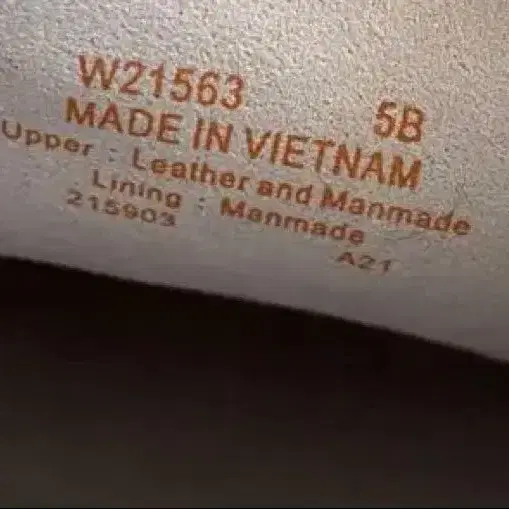 W21563 5B
MADE IN VIETNAM
Upper : Leather and Manmade
Lining : Manmade
215903 A21